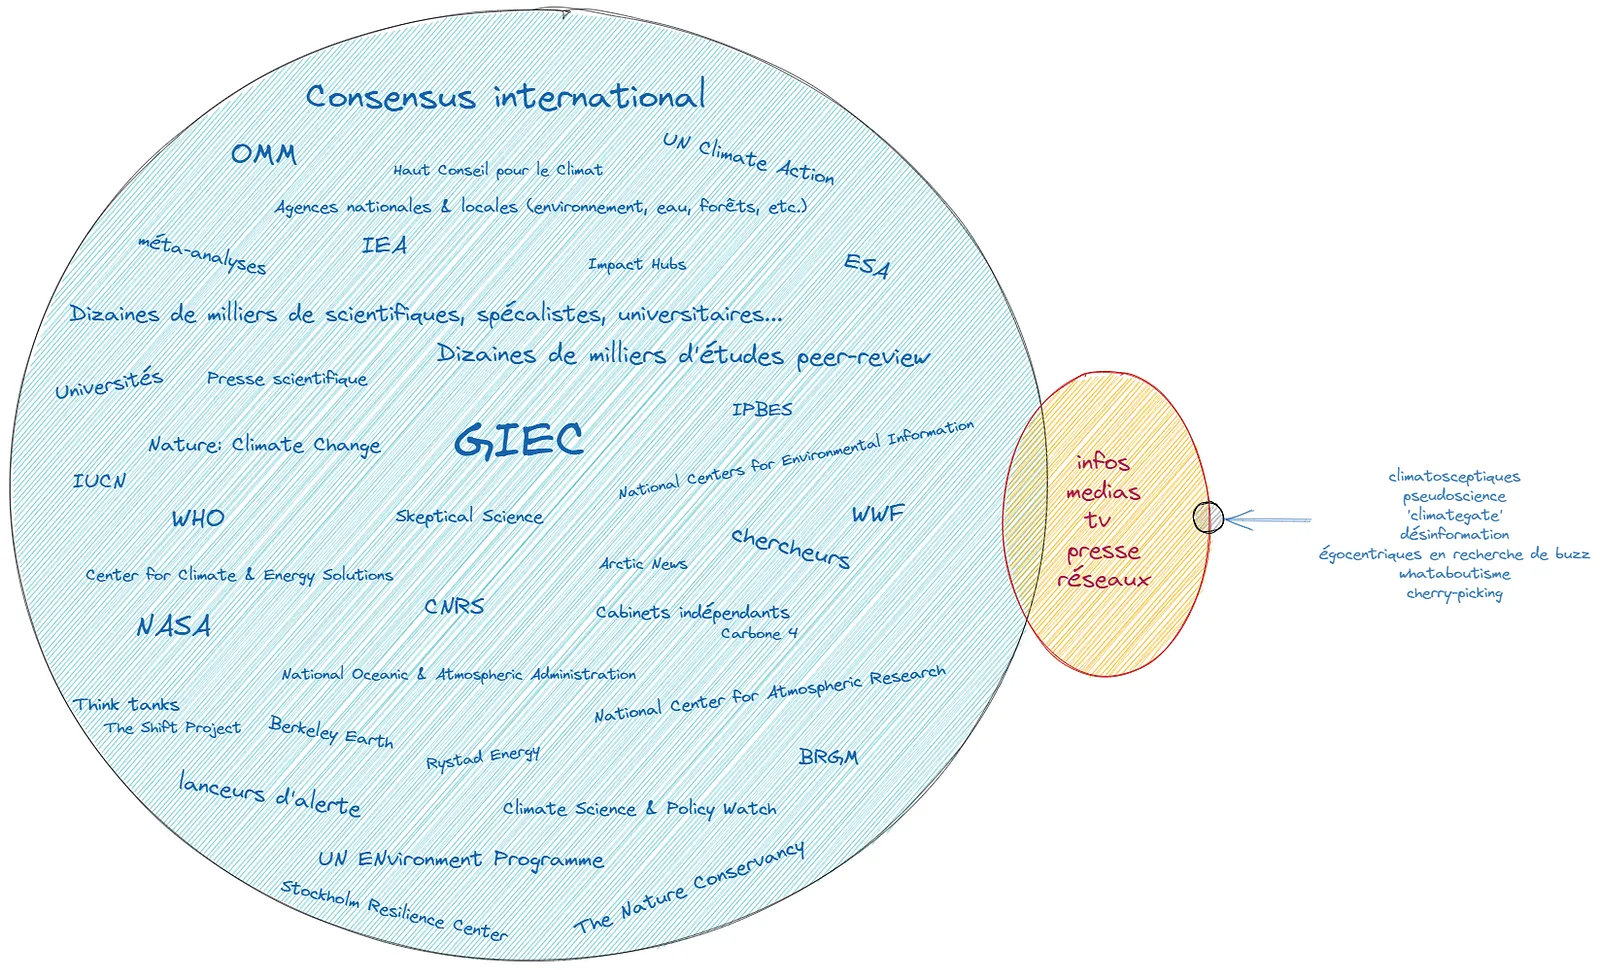 Consensus international
OMM
UN Climate Action
Haut Conseil pour le Climat
Agences nationales & locales (environnement, eau, forêts, etc.)
méta-analyses
IEA
Impact Hubs
ESA
Dizaines de milliers de scientifiques, spécalistes, universitaires...
Dizaines de milliers d'études peer-review
Universités
Presse scientifique
IPBES
Nature: Climate Change
GIEC
National Centers for Environmental Information
IUCN
WHO
Skeptical Science
WWF
chercheurs
Arctic News
Center for Climate & Energy Solutions
CNRS
Cabinets indépendants
Carbone 4
NASA
National Oceanic & Atmospheric Administration
National Center for Atmospheric Research
Think tanks
The Shift Project
Berkeley Earth
Rystad Energy
BRGM
lanceurs d'alerte
Climate Science & Policy Watch
UN ENvironment Programme
The Nature Conservancy
Stockholm Resilience Center
infos
medias
tv
presse
réseaux
climatosceptiques
pseudoscience
'climategate'
désinformation
égocentriques en recherche de buzz
whataboutisme
cherry-picking